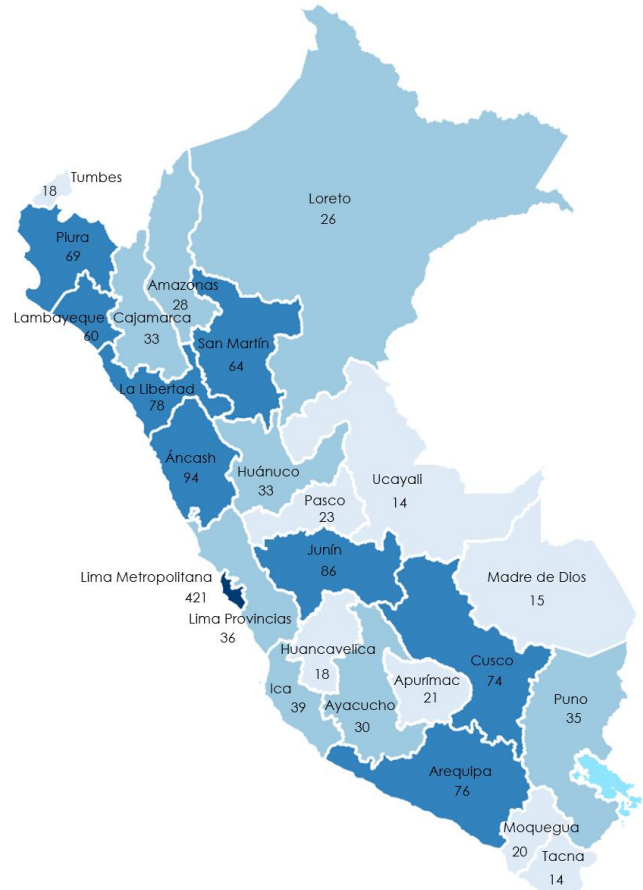 Tumbes
18
Loreto
26
Plura
69
Amazonas
28
Lambayeque
60
Cajamarca
33
San Martín
64
La Libertad
78
Áncash
94
Huánuco
33
Ucayali
14
Pasco
23
Junín
86
Lima Metropolitana
421
Madre de Dios
15
Lima Provincias
36
Huancavelica
18
Cusco
74
Apurímac
21
Ica
39
Ayacucho
30
Puno
35
Arequipa
76
Moquegua
20
Tacna
14